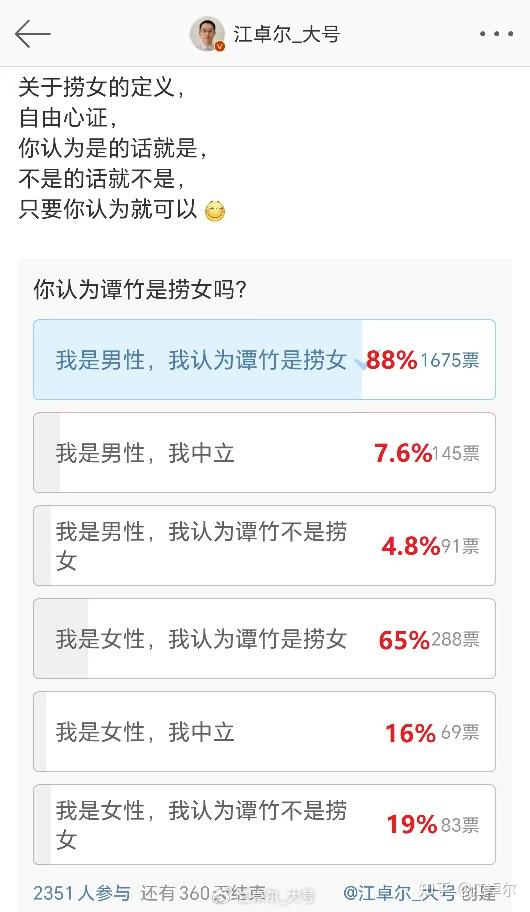 江卓尔_大号
关于捞女的定义，
自由心证，
你认为是的话就是，
不是的话就不是，
只要你认为就可以
你认为谭竹是捞女吗？
我是男性，我认为谭竹是捞女 88% 1675票
我是男性，我中立 7.6% 145票
我是男性，我认为谭竹不是捞
女 4.8% 91票
我是女性，我认为谭竹是捞女 65% 288票
我是女性，我中立 16% 69票
我是女性，我认为谭竹不是捞
女 19% 83票
2351人参与 还有360天结束 @江卓尔_大号 创建